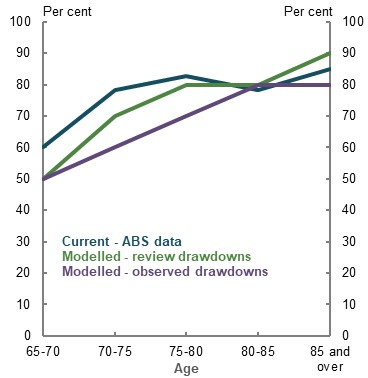 Per cent Per cent
100 100
90 90
80 80
70 70
60 60
50 50
40 40
30 30
20 20
10 10
0 0
Current - ABS data
Modelled - review drawdowns
Modelled - observed drawdowns
65-70 70-75 75-80 80-85 85 and
over
Age